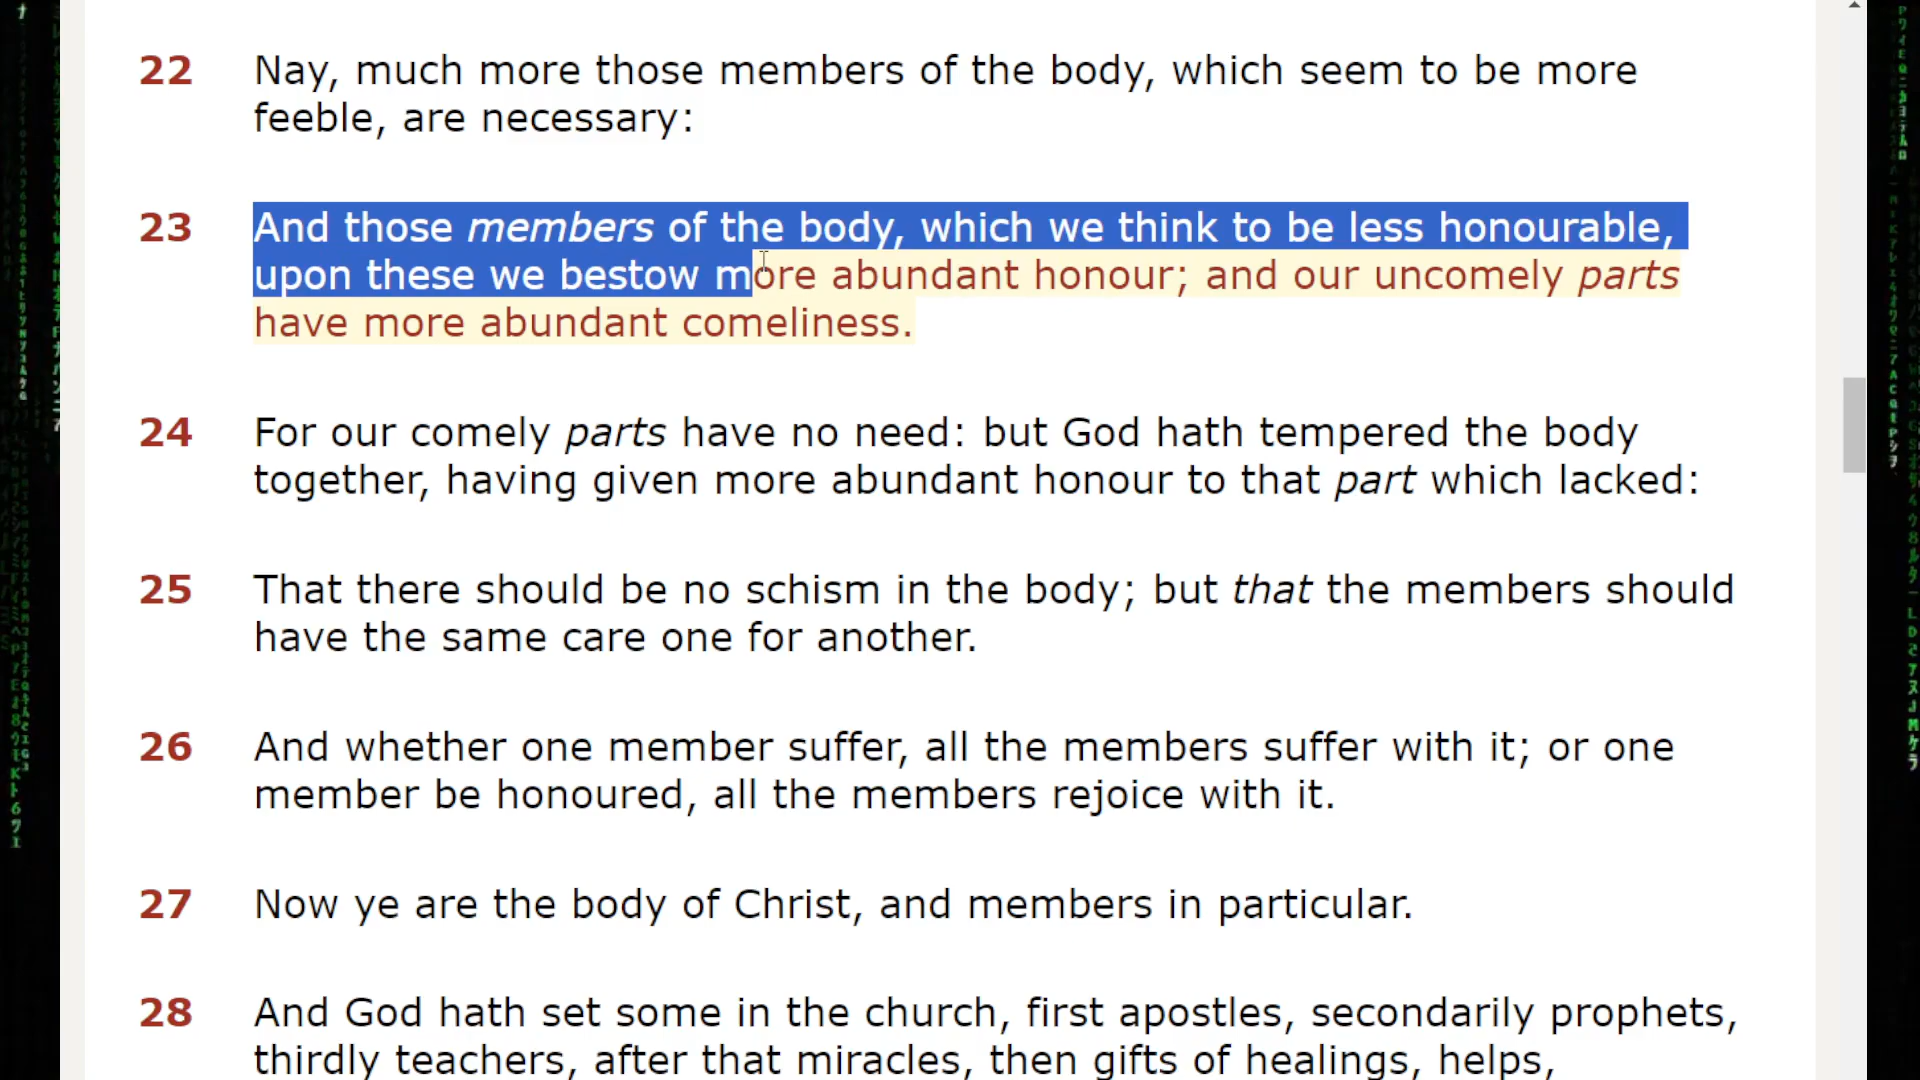 22 Nay, much more those members of the body, which seem to be more
feeble, are necessary:
23 And those members of the body, which we think to be less honourable,
upon these we bestow more abundant honour; and our uncomely parts
have more abundant comeliness.
24 For our comely parts have no need: but God hath tempered the body
together, having given more abundant honour to that part which lacked:
25 That there should be no schism in the body; but that the members should
have the same care one for another.
26 And whether one member suffer, all the members suffer with it; or one
member be honoured, all the members rejoice with it.
27 Now ye are the body of Christ, and members in particular.
28 And God hath set some in the church, first apostles, secondarily prophets,
thirdly teachers, after that miracles, then gifts of healings, helps,